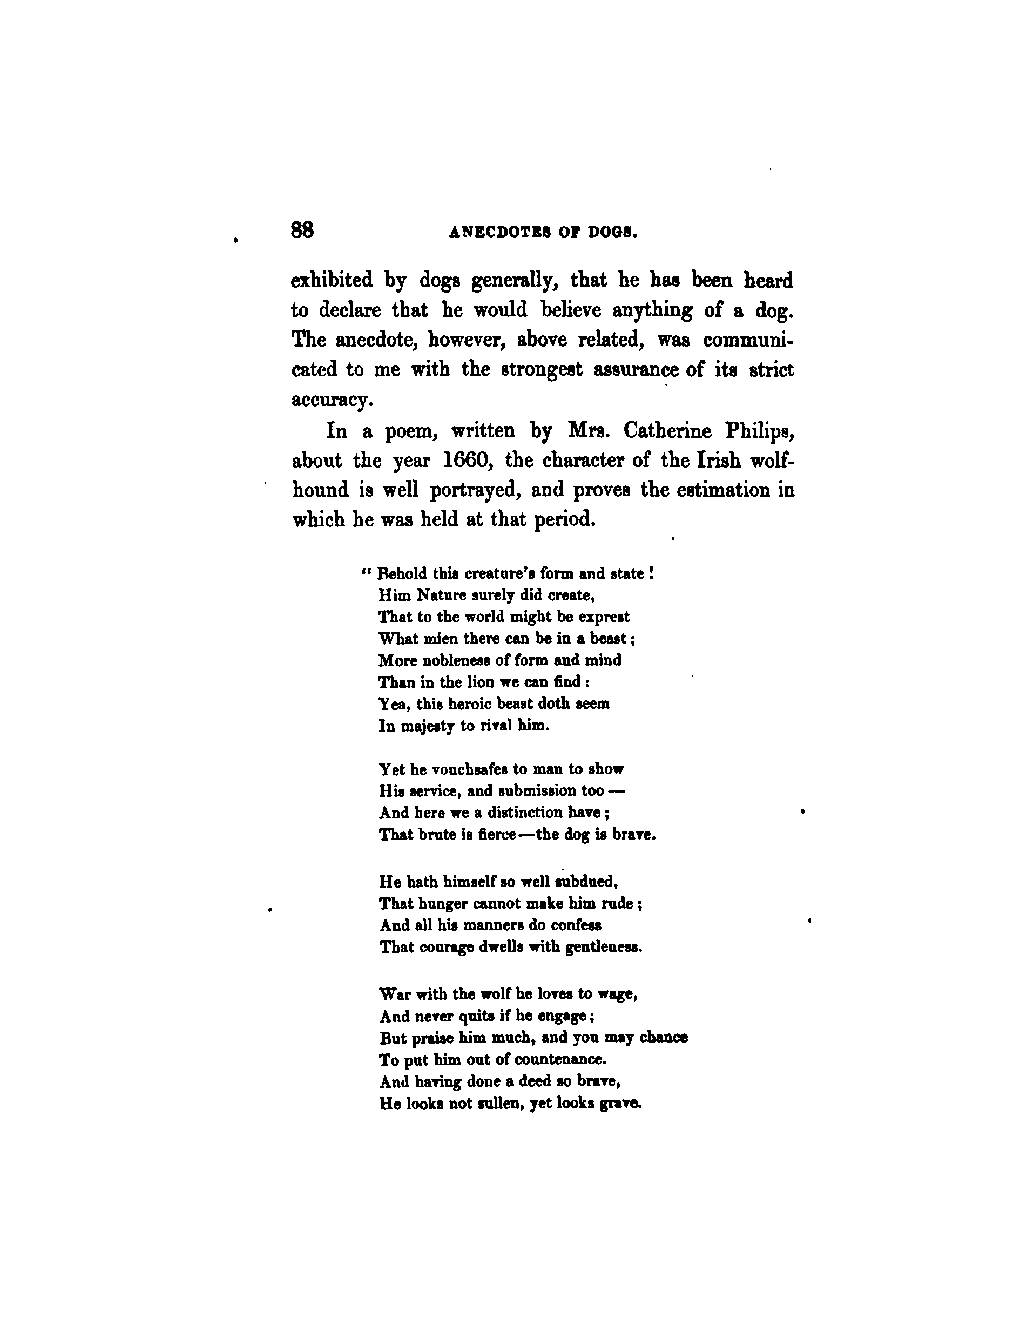 88 ANECDOTES OF DOGS.
exhibited by dogs generally, that he has been heard
to declare that he would believe anything of a dog.
The anecdote, however, above related, was communi-
cated to me with the strongest assurance of its strict
accuracy.
In a poem, written by Mrs. Catherine Philips,
about the year 1660, the character of the Irish wolf-
hound is well portrayed, and proves the estimation in
which he was held at that period.
" Behold this creature's form and state !
Him Nature surely did create,
That to the world might be exprest
What mien there can be in a beast ;
More nobleness of form and mind
Than in the lion we can find :
Yea, this heroic beast doth seem
In majesty to rival him.
Yet he vouchsafes to man to show
His service, and submission too —
And here we a distinction have ;
That brute is fierce—the dog is brave.
He hath himself so well subdued,
That hunger cannot make him rude ;
And all his manners do confess
That courage dwells with gentleness.
War with the wolf he loves to wage,
And never quits if he engage ;
But praise him much, and you may chance
To put him out of countenance.
And having done a deed so brave,
He looks not sullen, yet looks grave.